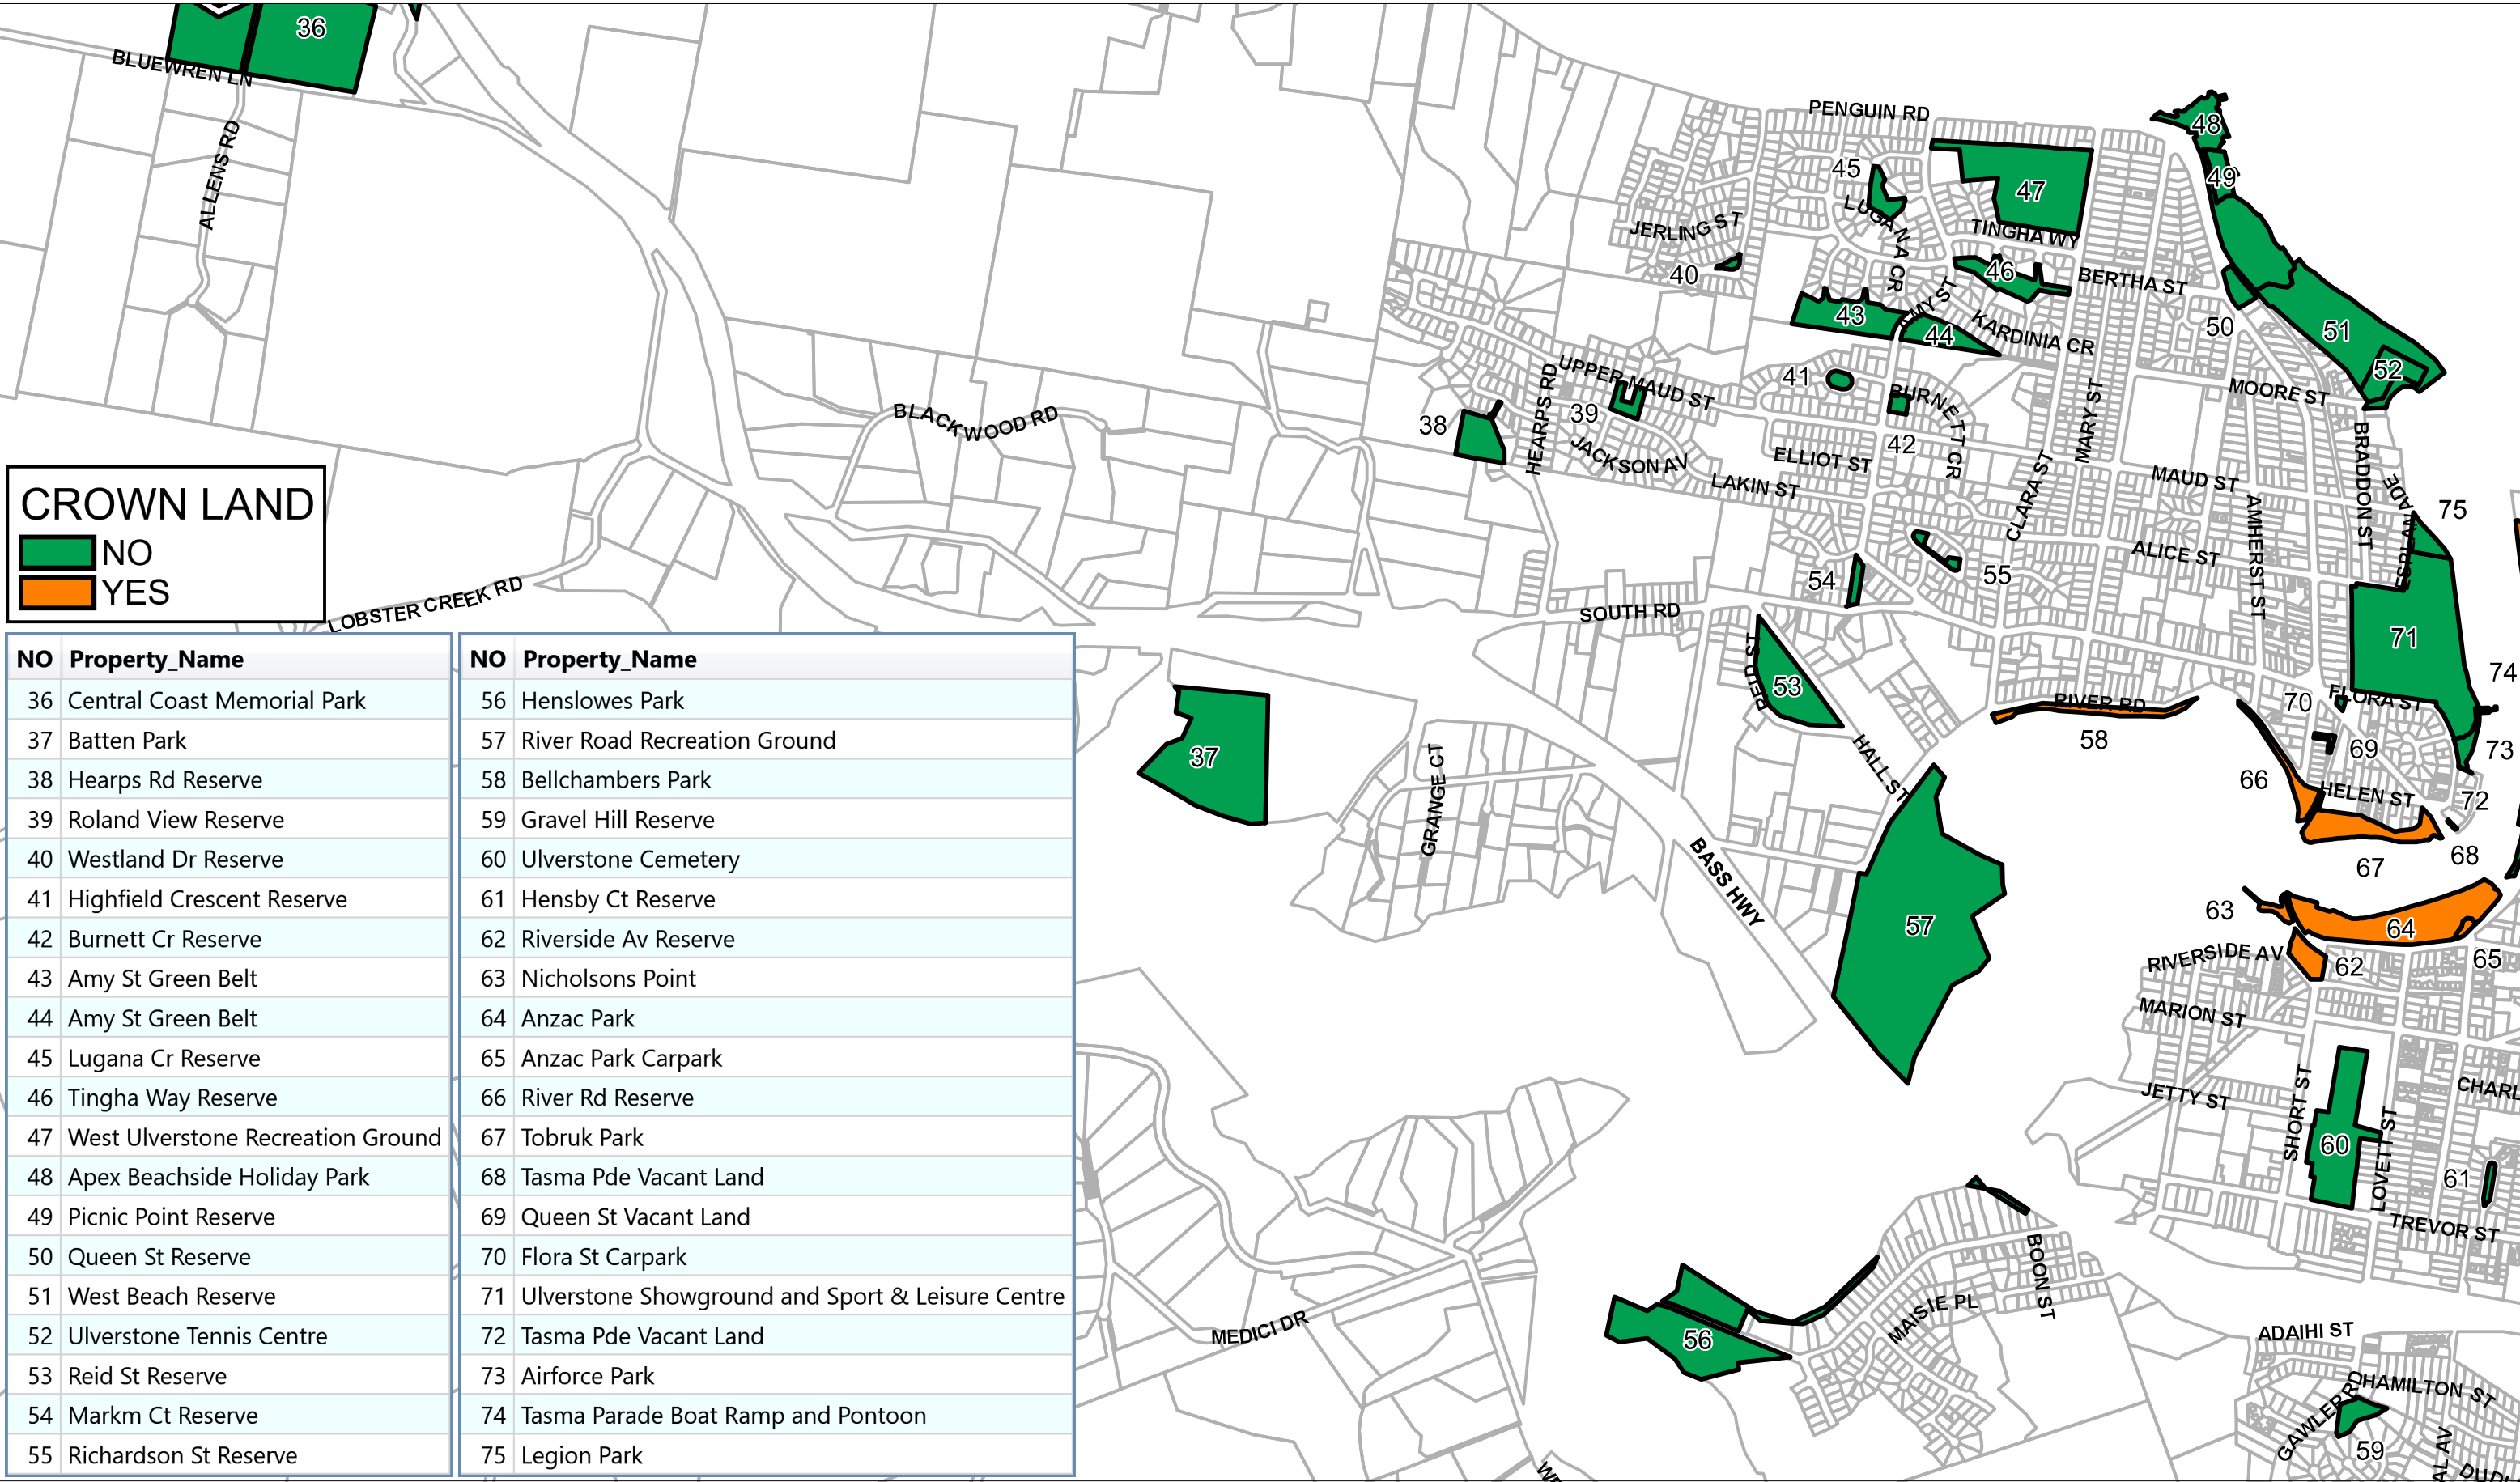 36
BLUEWREN LN
ALLENS RD
PENGUIN RD
48
45
47
49
LUGANA CR
JERLING ST
TINGHA WY
40
46
BERTHA ST
43
AMY ST
44
KARDINIA CR
50
51
52
UPPER MAUD ST
41
BURNETT CR
MOORE ST
BLACKWOOD RD
38
HEARPS RD
39
JACKSON AV
42
MARY ST
BRADDON ST
ELLIOT ST
LAKIN ST
CLARA ST
MAUD ST
AMHERST ST
ESPLANADE
75
ALICE ST
CROWN LAND
NO
YES
LOBSTER CREEK RD
54
55
SOUTH RD
REID ST
53
71
74
RIVER RD
58
70
FLORA ST
69
73
37
HALL ST
66
HELEN ST
72
GRANGE CT
BASS HWY
67
68
57
63
64
RIVERSIDE AV
62
65
MARION ST
JETTY ST
SHORT ST
60
LOVETT ST
61
TREVOR ST
BOON ST
MAISIE PL
56
MEDICI DR
ADAIHI ST
HAMILTON ST
GAWLER RD
59
NO Property_Name
36 Central Coast Memorial Park
37 Batten Park
38 Hearps Rd Reserve
39 Roland View Reserve
40 Westland Dr Reserve
41 Highfield Crescent Reserve
42 Burnett Cr Reserve
43 Amy St Green Belt
44 Amy St Green Belt
45 Lugana Cr Reserve
46 Tingha Way Reserve
47 West Ulverstone Recreation Ground
48 Apex Beachside Holiday Park
49 Picnic Point Reserve
50 Queen St Reserve
51 West Beach Reserve
52 Ulverstone Tennis Centre
53 Reid St Reserve
54 Markm Ct Reserve
55 Richardson St Reserve
NO Property_Name
56 Henslowes Park
57 River Road Recreation Ground
58 Bellchambers Park
59 Gravel Hill Reserve
60 Ulverstone Cemetery
61 Hensby Ct Reserve
62 Riverside Av Reserve
63 Nicholsons Point
64 Anzac Park
65 Anzac Park Carpark
66 River Rd Reserve
67 Tobruk Park
68 Tasma Pde Vacant Land
69 Queen St Vacant Land
70 Flora St Carpark
71 Ulverstone Showground and Sport & Leisure Centre
72 Tasma Pde Vacant Land
73 Airforce Park
74 Tasma Parade Boat Ramp and Pontoon
75 Legion Park